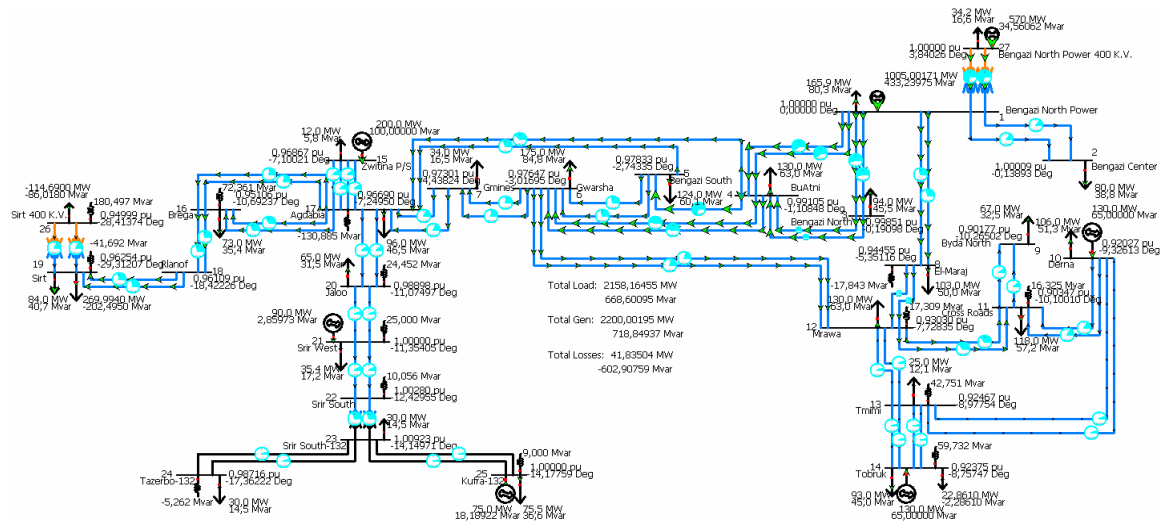 34,2 MW
16,6 Mvar
570 MW
34,56062 Mvar
1.00000 pu
3,84026 Deg
27
Bengazi North Power 400 K.V.
1005,00171 MW
433,23975 Mvar
165,9 MW
80,3 Mvar
1.00000 pu
0,00000 Deg
Bengazi North Power
1
2
1.00009 pu
-0,13893 Deg
Bengazi Center
80,0 MW
38,8 Mvar
200,0 MW
100,00000 Mvar
12,0 MW
5,8 Mvar
0,96867 pu
-7,10021 Deg
15
Zwitina P/S
34,0 MW
16,5 Mvar
0,97301 pu
-4,43824 Deg
Gmines
7
175,0 MW
84,8 Mvar
0,97647 pu
-3,01695 Deg
Gwarsha
6
0,97833 pu
-2,74335 Deg
5
Bengazi South
124,0 MW
60,1 Mvar
130,0 MW
63,0 Mvar
BuAtni
4
0,99105 pu
-1,10848 Deg
Bengazi North
94,0 MW
45,5 Mvar
0,99851 pu
-0,19098 Deg
72,361 Mvar
0,95106 pu
-10,69237 Deg
16
Brega
73,0 MW
35,4 Mvar
0,96690 pu
-7,24950 Deg
17
Agdabia
-130,885 Mvar
96,0 MW
46,5 Mvar
-114,6900 MW
-86,0180 Mvar
Sirt 400 K.V.
26
180,497 Mvar
0,94999 pu
-28,41374 Deg
-41,692 Mvar
0,96254 pu
-29,31207 Deg
19
Sirt
84,0 MW
40,7 Mvar
269,9940 MW
-202,4950 Mvar
Rlanof
18
0,96109 pu
-18,42226 Deg
65,0 MW
31,5 Mvar
24,452 Mvar
20
Jaloo
0,98898 pu
-11,07497 Deg
90,0 MW
2,85973 Mvar
25,000 Mvar
21
Srir West
1,00000 pu
-11,35405 Deg
35,4 MW
17,2 Mvar
10,056 Mvar
1.00280 pu
-12,42955 Deg
22
Srir South
30,0 MW
14,5 Mvar
23
Srir South-132
1.00923 pu
-14,14971 Deg
24
Tazerbo-132
0,98716 pu
-17,36222 Deg
-5,262 Mvar
30,0 MW
14,5 Mvar
9,000 Mvar
25
Kufra-132
1.00000 pu
-14,17759 Deg
75,0 MW
18,18922 Mvar
75,5 MW
36,6 Mvar
Total Load: 2158,16455 MW
668,60095 Mvar
Total Gen: 2200,00195 MW
718,84937 Mvar
Total Losses: 41,83504 MW
-602,90759 Mvar
0,94455 pu
-5,35116 Deg
8
El-Maraj
-17,843 Mvar
103,0 MW
50,0 Mvar
67,0 MW
32,5 Mvar
0,90177 pu
-10,26502 Deg
Byda North
9
106,0 MW
51,3 Mvar
130,0 MW
65,00000 Mvar
0,92027 pu
-9,32613 Deg
10
Derna
16,325 Mvar
0,90347 pu
-10,10010 Deg
11
Cross Roads
118,0 MW
57,2 Mvar
130,0 MW
63,0 Mvar
17,309 Mvar
12
Mrawa
0,93030 pu
-7,72835 Deg
25,0 MW
12,1 Mvar
42,751 Mvar
0,92467 pu
-8,97754 Deg
13
Tmimi
59,732 Mvar
14
Tobruk
0,92375 pu
-8,75747 Deg
93,0 MW
45,0 Mvar
130,0 MW
65,00000 Mvar
22,8610 MW
-2,28610 Mvar